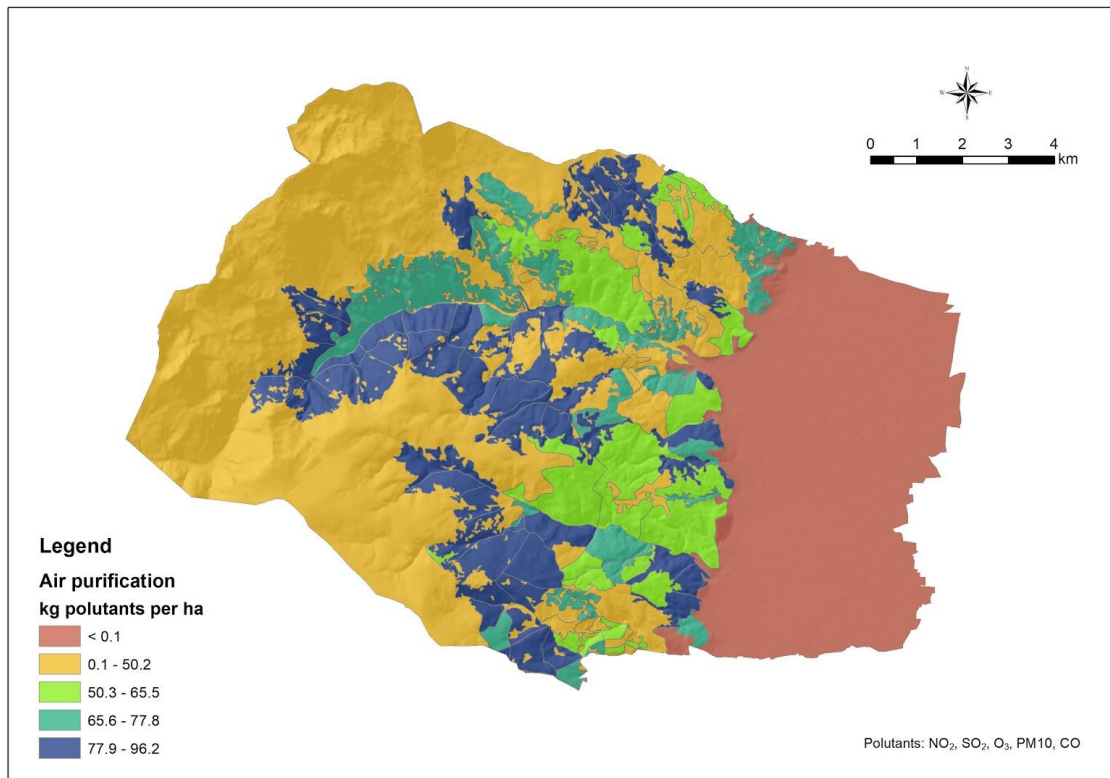 N
W E
S
0 1 2 3 4
km
Legend
Air purification
kg polutants per ha
< 0.1
0.1 - 50.2
50.3 - 65.5
65.6 - 77.8
77.9 - 96.2
Polutants: NO₂, SO₂, O₃, PM10, CO